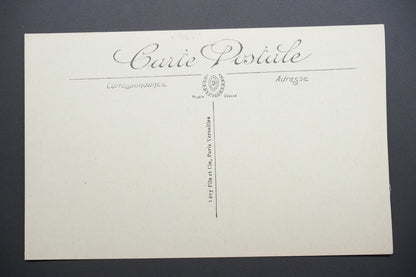 Carte Postale
Correspondance
Adresse
Lévy Fils et Cie, Paris Versailles